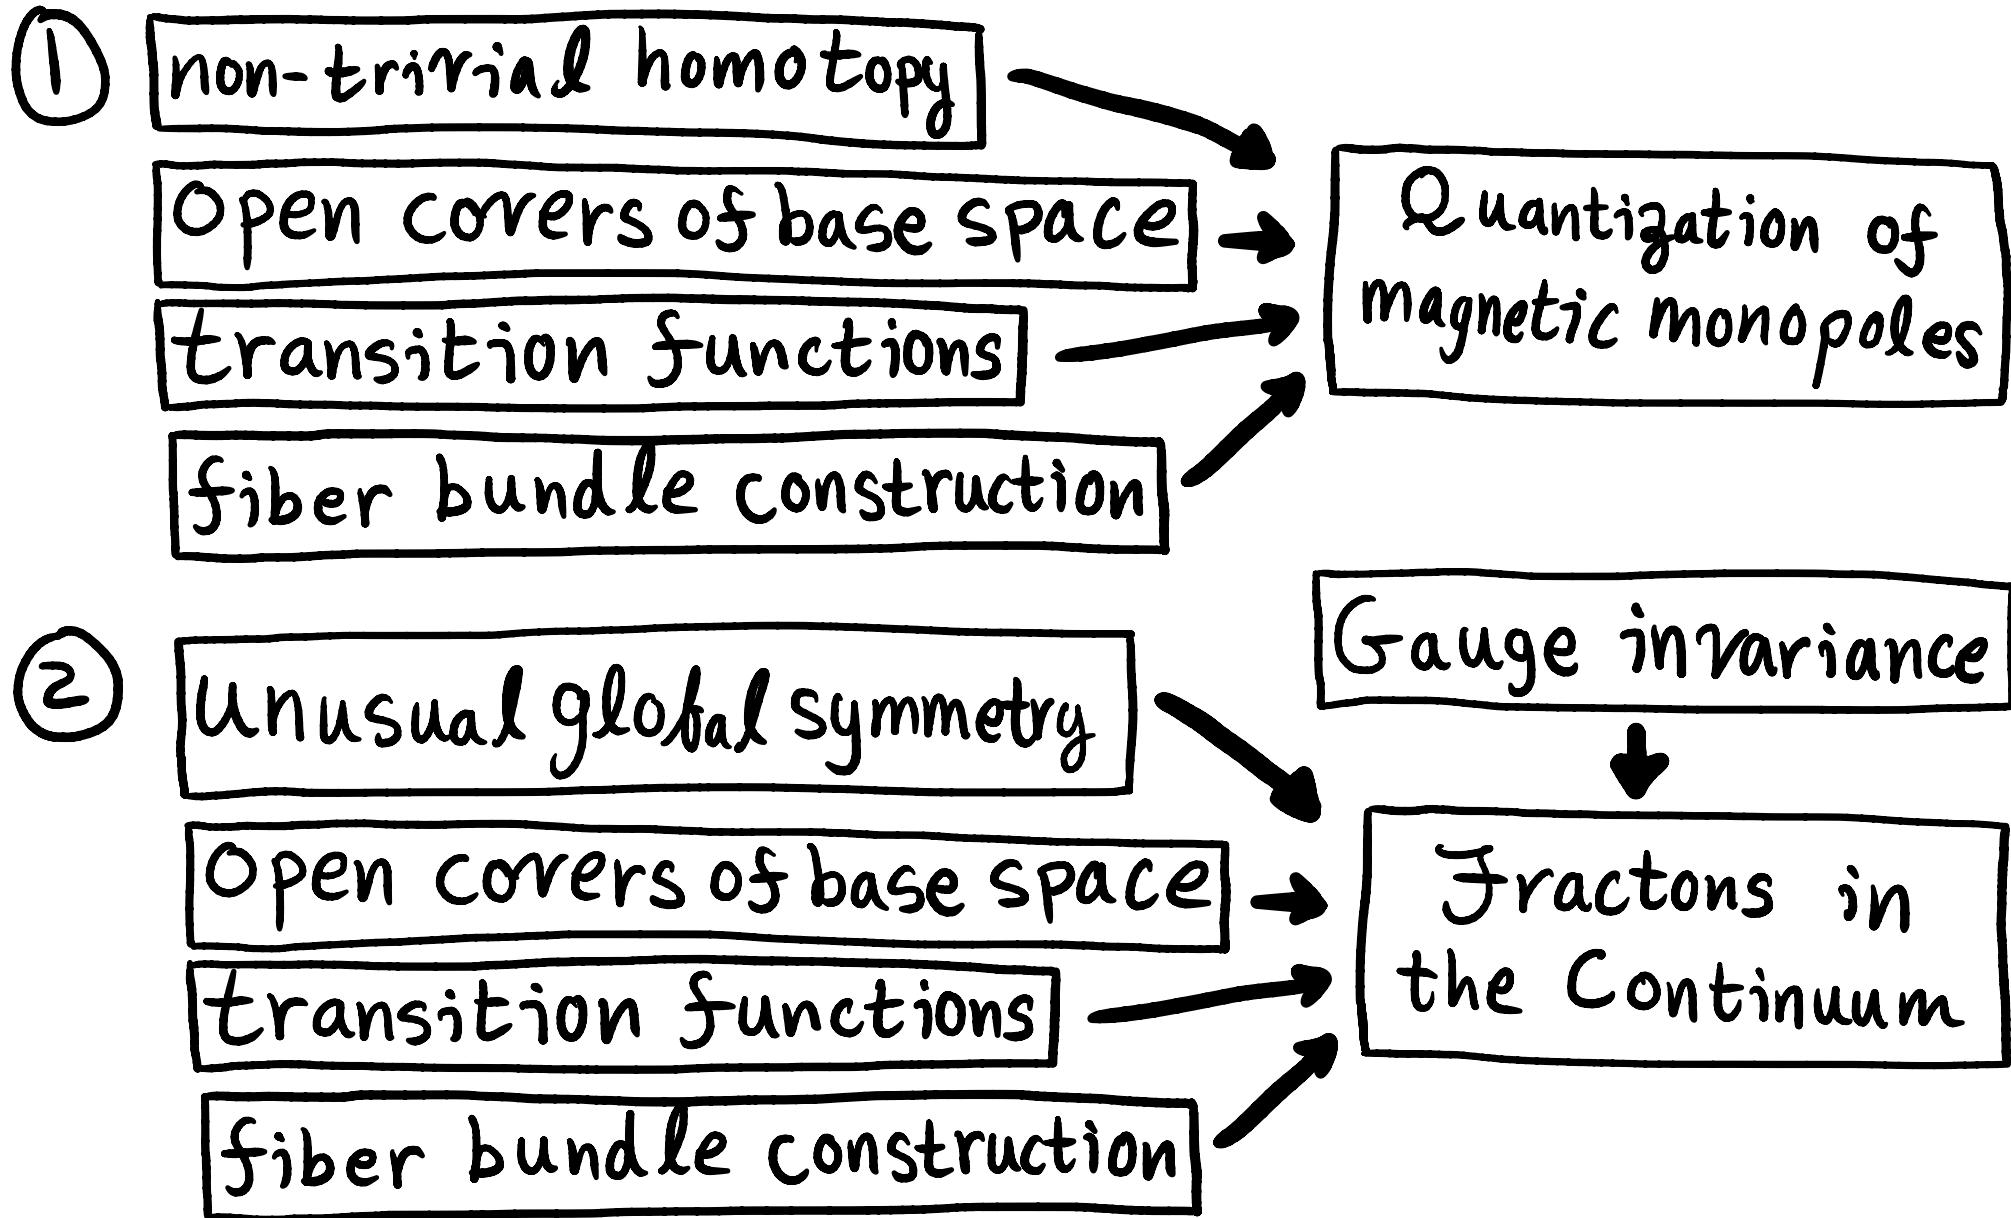 1
non-trivial homotopy
Open covers of base space
transition functions
fiber bundle construction
Quantization of
magnetic monopoles
2
Unusual global symmetry
Open covers of base space
transition functions
fiber bundle construction
Gauge invariance
Fractons in
the Continuum